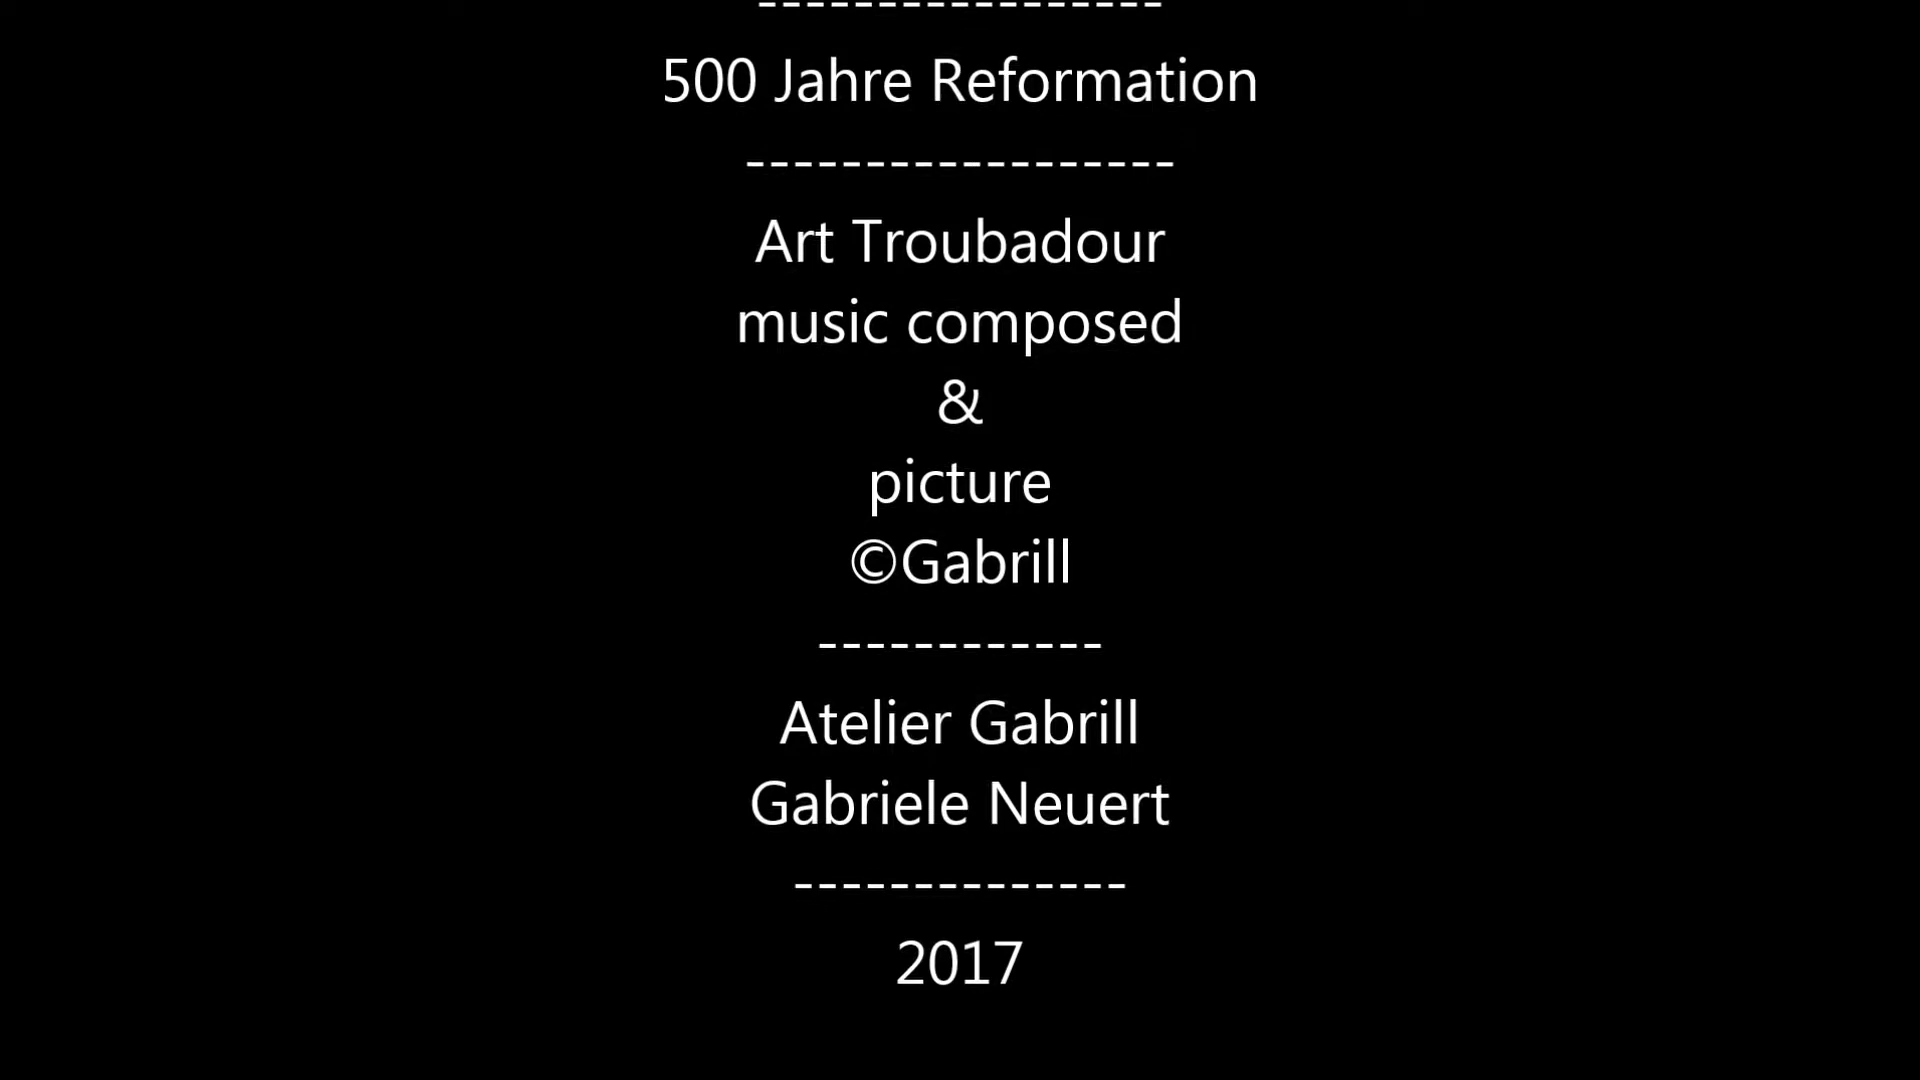 -----------------
500 Jahre Reformation
------------------
Art Troubadour
music composed
&
picture
©Gabrill
------------
Atelier Gabrill
Gabriele Neuert
--------------
2017